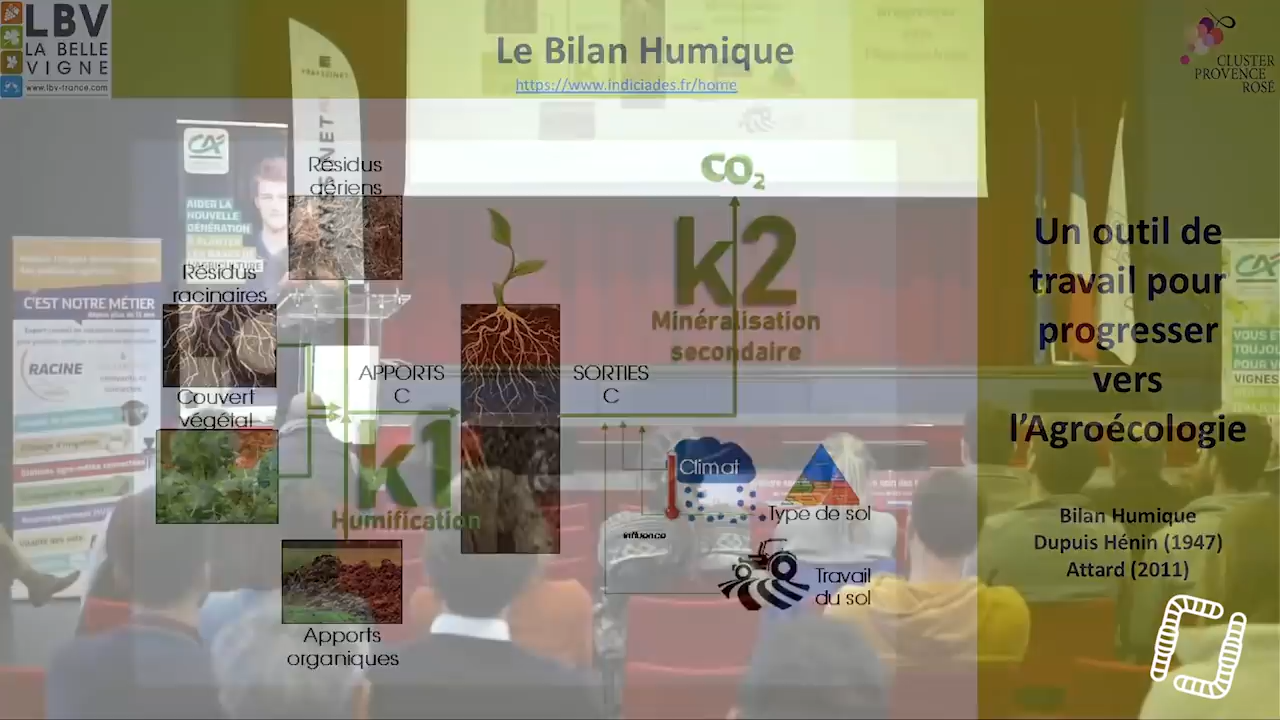 LBV
LA BELLE
VIGNE
www.lbv-france.com
Le Bilan Humique
https://www.indiciades.fr/home
CLUSTER
PROVENCE
ROSÉ
CO2
Résidus
aériens
k2
Minéralisation
secondaire
AIDER LA
NOUVELLE
GÉNÉRATION
Résidus
racinaires
C'EST NOTRE MÉTIER
RACINE
Un outil de
travail pour
progresser
vers
l'Agroécologie
APPORTS
C
SORTIES
C
Couvert
végétal
k1
Humification
Climat
Type de sol
influence
Travail
du sol
Apports
organiques
Bilan Humique
Dupuis Hénin (1947)
Attard (2011)